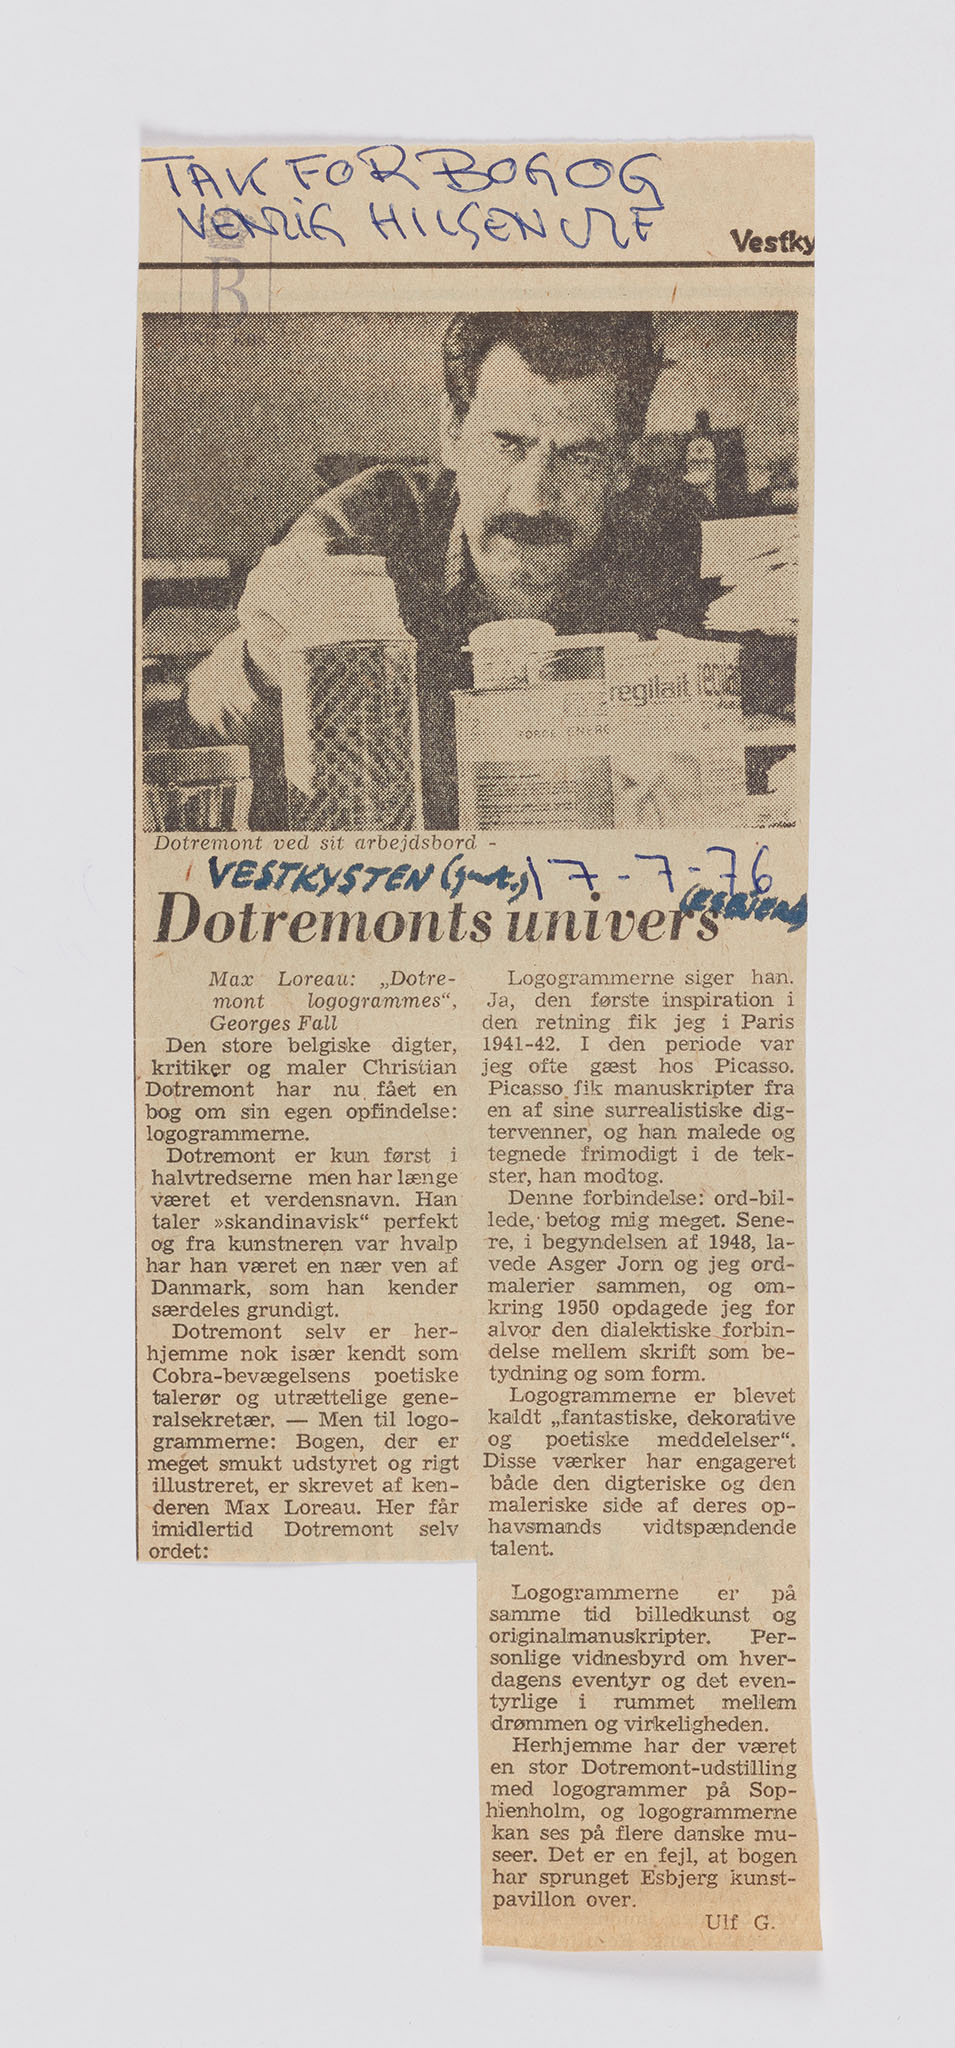 TAK FOR BOG OG
VENLIG HILSEN ULF
Vestky
B
regilait
FORCE ENERG
Dotremont ved sit arbejdsbord -
VESTKYSTEN 17-7-76
(ESBJERG)
Dotremonts univers
Max Loreau: „Dotre-
mont logogrammes“,
Georges Fall
Den store belgiske digter,
kritiker og maler Christian
Dotremont har nu fået en
bog om sin egen opfindelse:
logogrammerne.
Dotremont er kun først i
halvtredserne men har længe
været et verdensnavn. Han
taler »skandinavisk“ perfekt
og fra kunstneren var hvalp
har han været en nær ven af
Danmark, som han kender
særdeles grundigt.
Dotremont selv er her-
hjemme nok især kendt som
Cobra-bevægelsens poetiske
talerør og utrættelige gene-
ralsekretær. — Men til logo-
grammerne: Bogen, der er
meget smukt udstyret og rigt
illustreret, er skrevet af ken-
deren Max Loreau. Her får
imidlertid Dotremont selv
ordet:
Logogrammerne siger han.
Ja, den første inspiration i
den retning fik jeg i Paris
1941-42. I den periode var
jeg ofte gæst hos Picasso.
Picasso fik manuskripter fra
en af sine surrealistiske dig-
tervenner, og han malede og
tegnede frimodigt i de tek-
ster, han modtog.
Denne forbindelse: ord-bil-
lede, betog mig meget. Sene-
re, i begyndelsen af 1948, la-
vede Asger Jorn og jeg ord-
malerier sammen, og om-
kring 1950 opdagede jeg for
alvor den dialektiske forbin-
delse mellem skrift som be-
tydning og som form.
Logogrammerne er blevet
kaldt „fantastiske, dekorative
og poetiske meddelelser“.
Disse værker har engageret
både den digteriske og den
maleriske side af deres op-
havsmands vidtspændende
talent.
Logogrammerne er på
samme tid billedkunst og
originalmanuskripter. Per-
sonlige vidnesbyrd om hver-
dagens eventyr og det even-
tyrlige i rummet mellem
drømmen og virkeligheden.
Herhjemme har der været
en stor Dotremont-udstilling
med logogrammer på Sop-
hienholm, og logogrammerne
kan ses på flere danske mu-
seer. Det er en fejl, at bogen
har sprunget Esbjerg kunst-
pavillon over.
Ulf G.